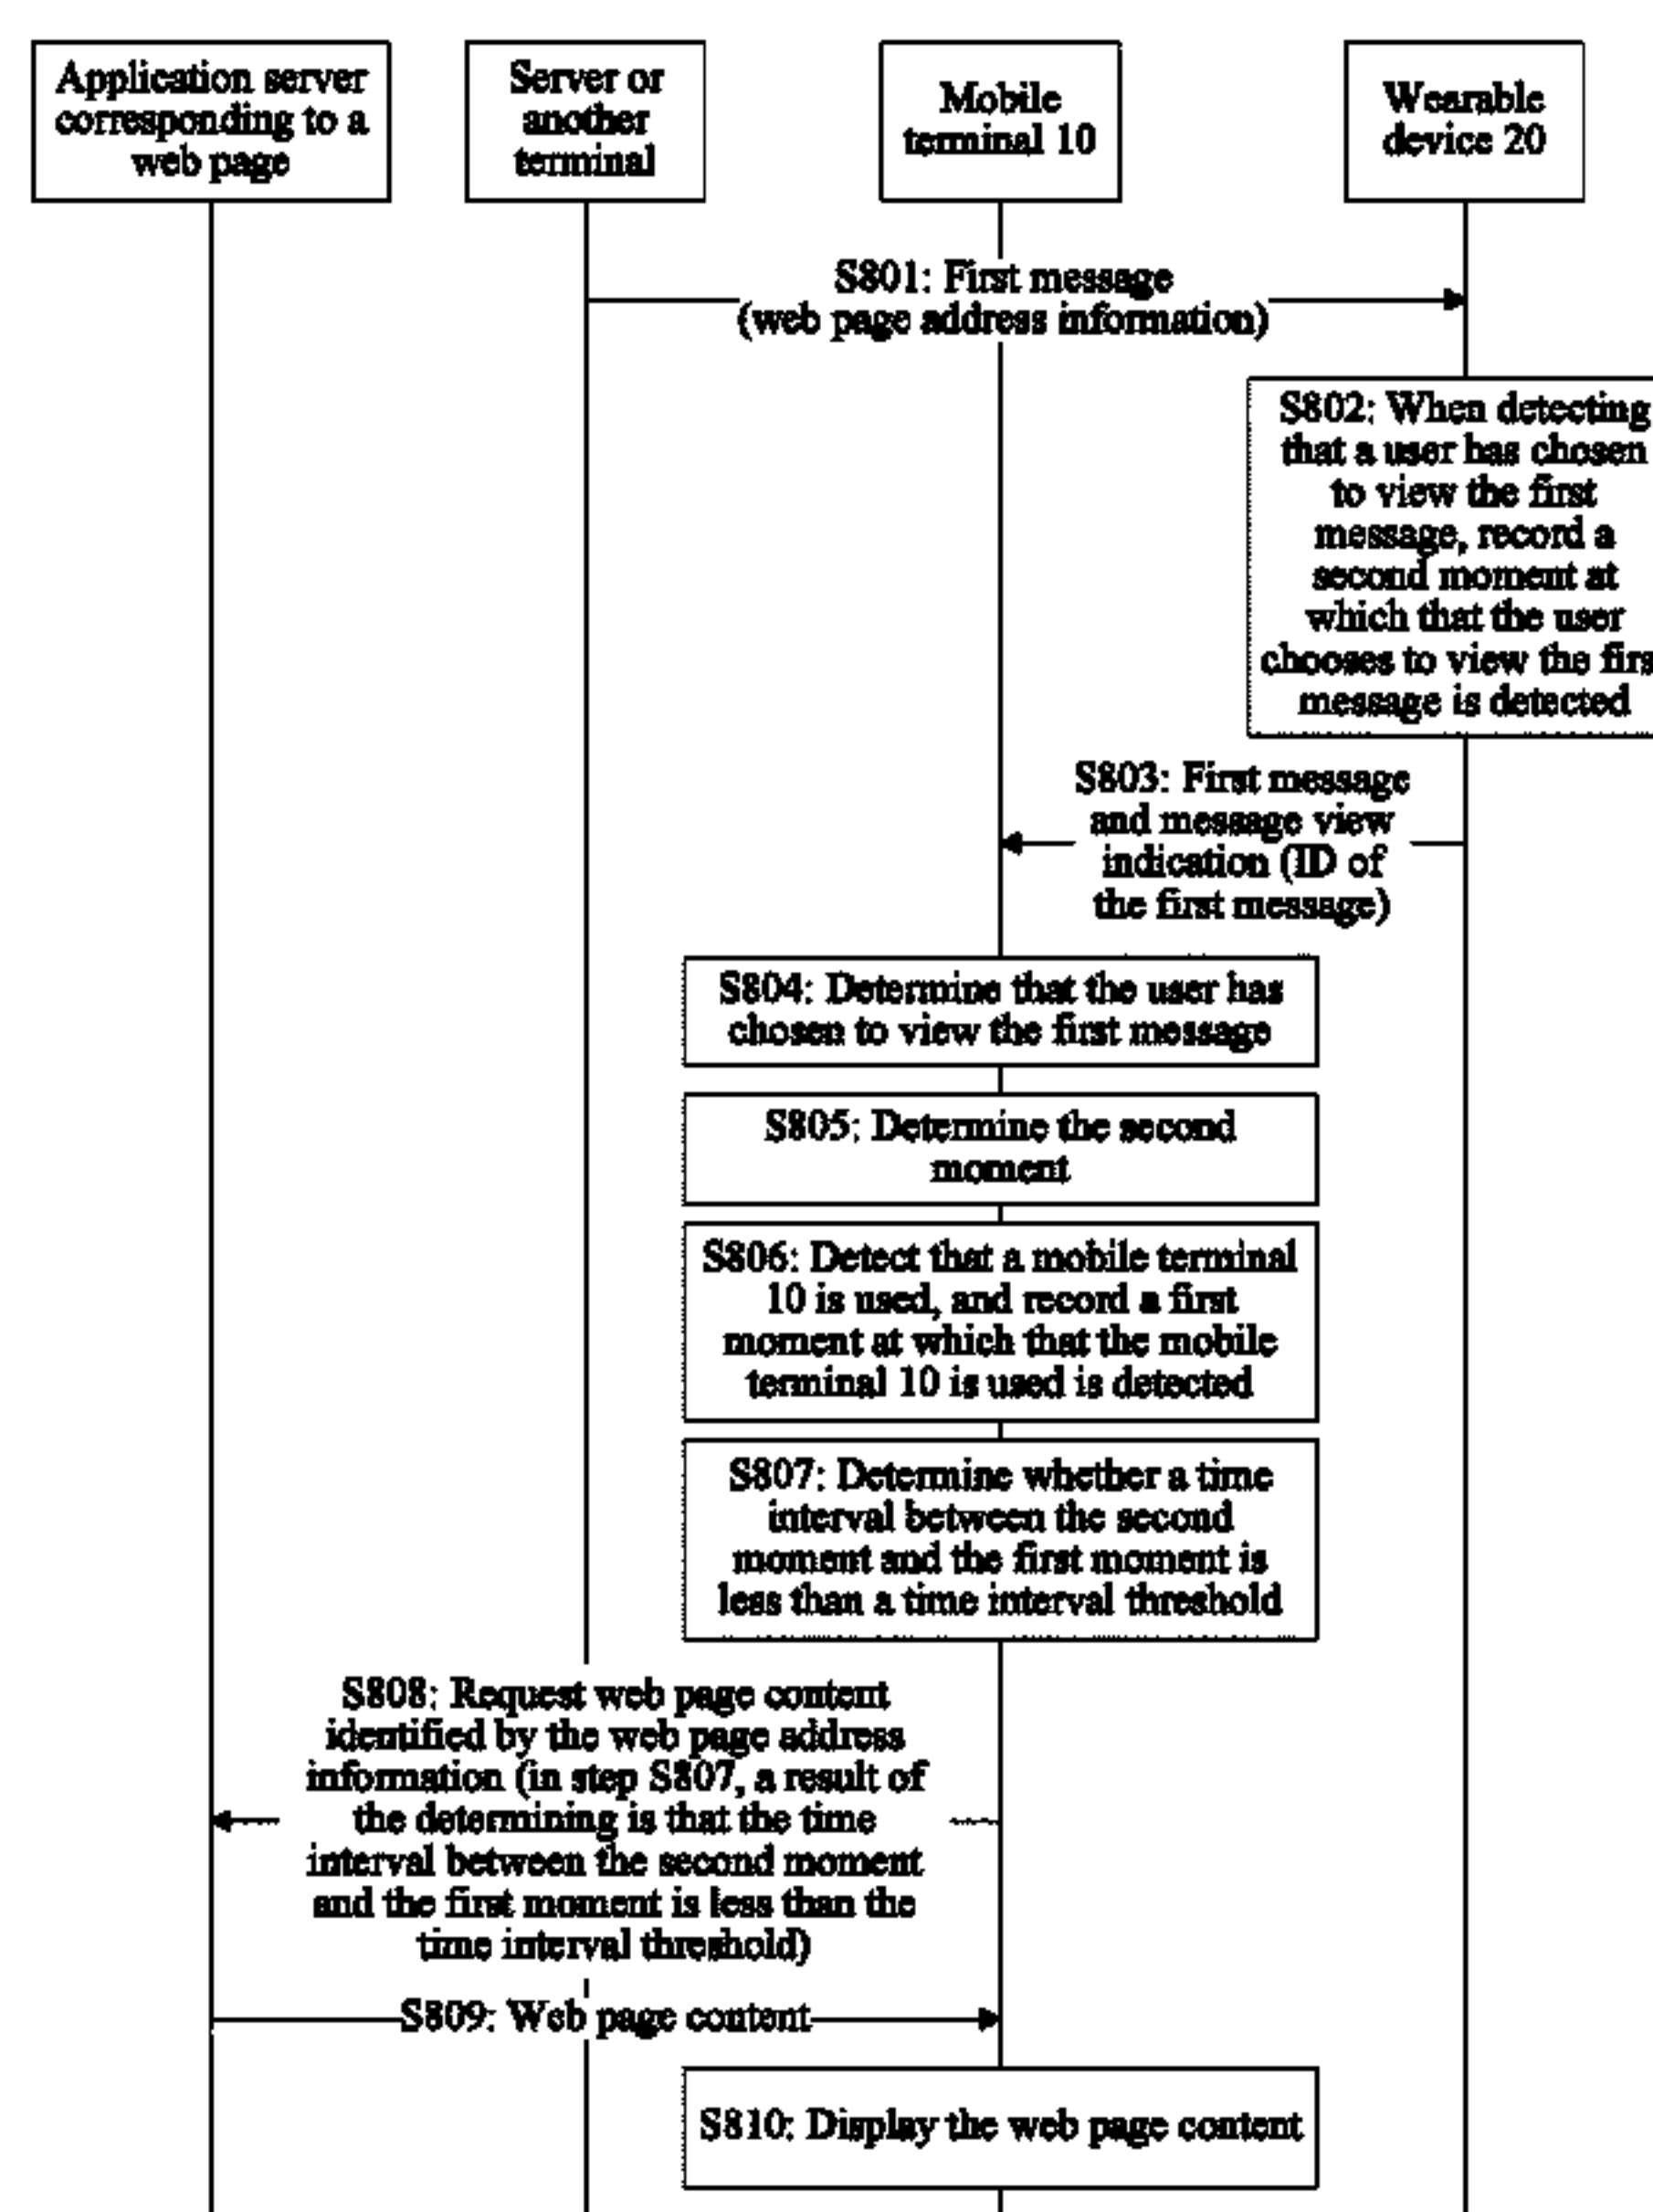 Application server
corresponding to a
web page
Server or
another
terminal
Mobile
terminal 10
Wearable
device 20
S801: First message
(web page address information)
S802: When detecting
that a user has chosen
to view the first
message, record a
second moment at
which that the user
chooses to view the firs
message is detected
S803: First message
and message view
indication (ID of
the first message)
S804: Determine that the user has
chosen to view the first message
S805: Determine the second
moment
S806: Detect that a mobile terminal
10 is used, and record a first
moment at which that the mobile
terminal 10 is used is detected
S807: Determine whether a time
interval between the second
moment and the first moment is
less than a time interval threshold
S808: Request web page content
identified by the web page address
information (in step S807, a result of
the determining is that the time
interval between the second moment
and the first moment is less than the
time interval threshold)
S809: Web page content
S810: Display the web page content